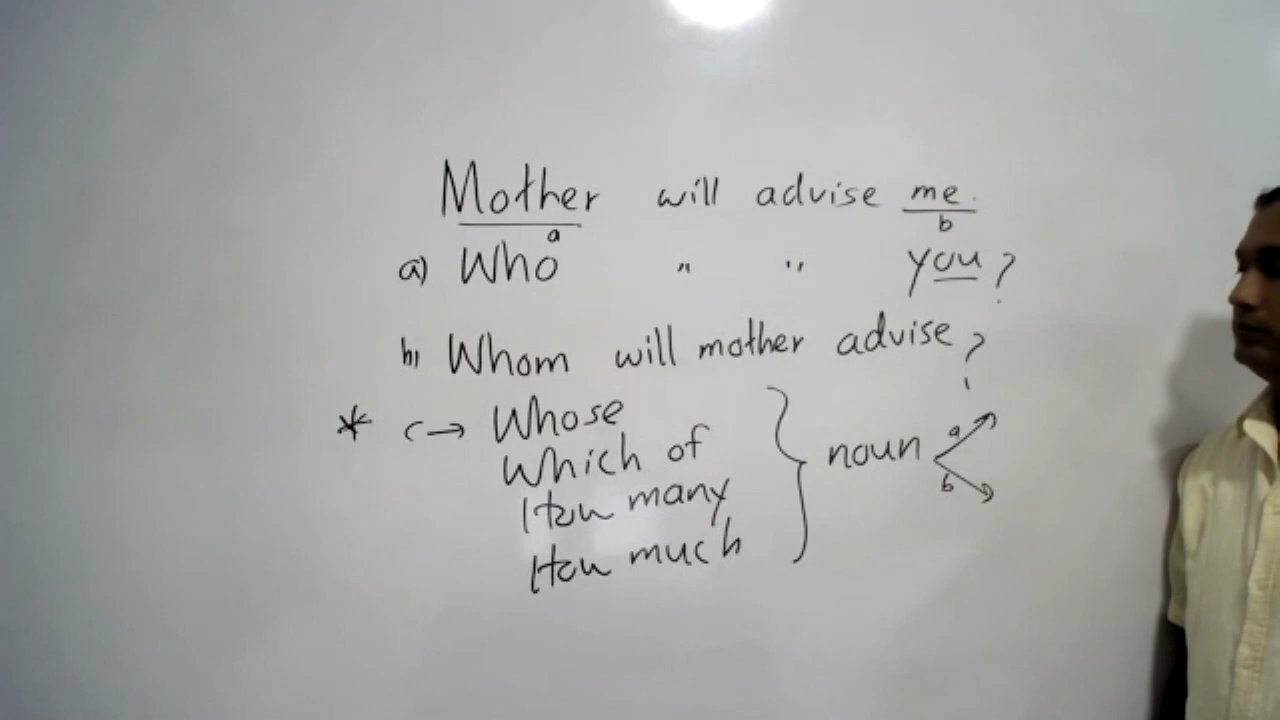 Mother will advise me.
a b
a) Who " " you?
b) Whom will mother advise?
* c → Whose
Which of
How many
How much
} noun
a
b